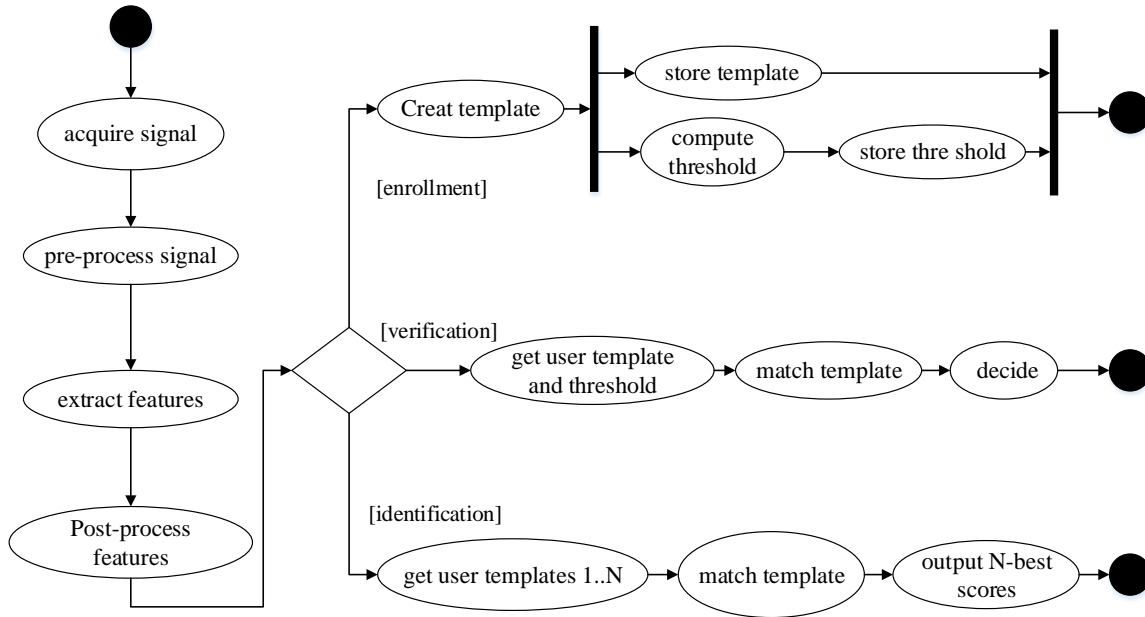 acquire signal
pre-process signal
extract features
Post-process
features
[enrollment]
Creat template
store template
compute
threshold
store thre shold
[verification]
get user template
and threshold
match template
decide
[identification]
get user templates 1..N
match template
output N-best
scores